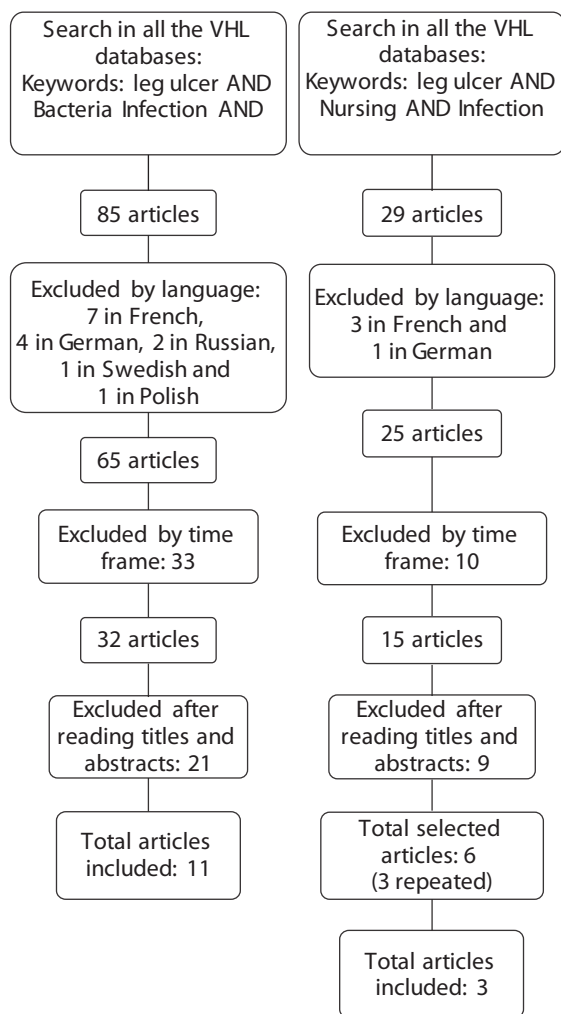 Search in all the VHL
databases:
Keywords: leg ulcer AND
Bacteria Infection AND
85 articles
Excluded by language:
7 in French,
4 in German, 2 in Russian,
1 in Swedish and
1 in Polish
65 articles
Excluded by time
frame: 33
32 articles
Excluded after
reading titles and
abstracts: 21
Total articles
included: 11
Search in all the VHL
databases:
Keywords: leg ulcer AND
Nursing AND Infection
29 articles
Excluded by language:
3 in French and
1 in German
25 articles
Excluded by time
frame: 10
15 articles
Excluded after
reading titles and
abstracts: 9
Total selected
articles: 6
(3 repeated)
Total articles
included: 3